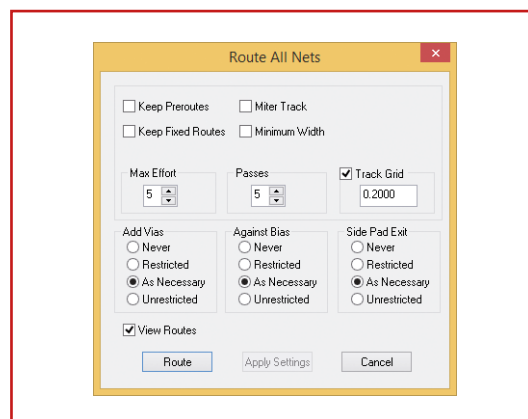 Route All Nets
Keep Preroutes Miter Track
Keep Fixed Routes Minimum Width
Max Effort Passes Track Grid
5 5 0.2000
Add Vias Against Bias Side Pad Exit
Never Never Never
Restricted Restricted Restricted
As Necessary As Necessary As Necessary
Unrestricted Unrestricted Unrestricted
View Routes
Route Apply Settings Cancel